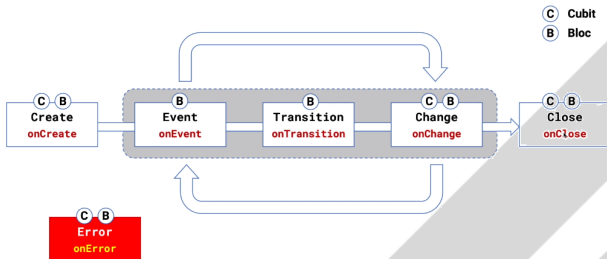 C Cubit
B Bloc
C B
Create
onCreate
B
Event
onEvent
B
Transition
onTransition
C B
Change
onChange
C B
Close
onClose
C B
Error
onError